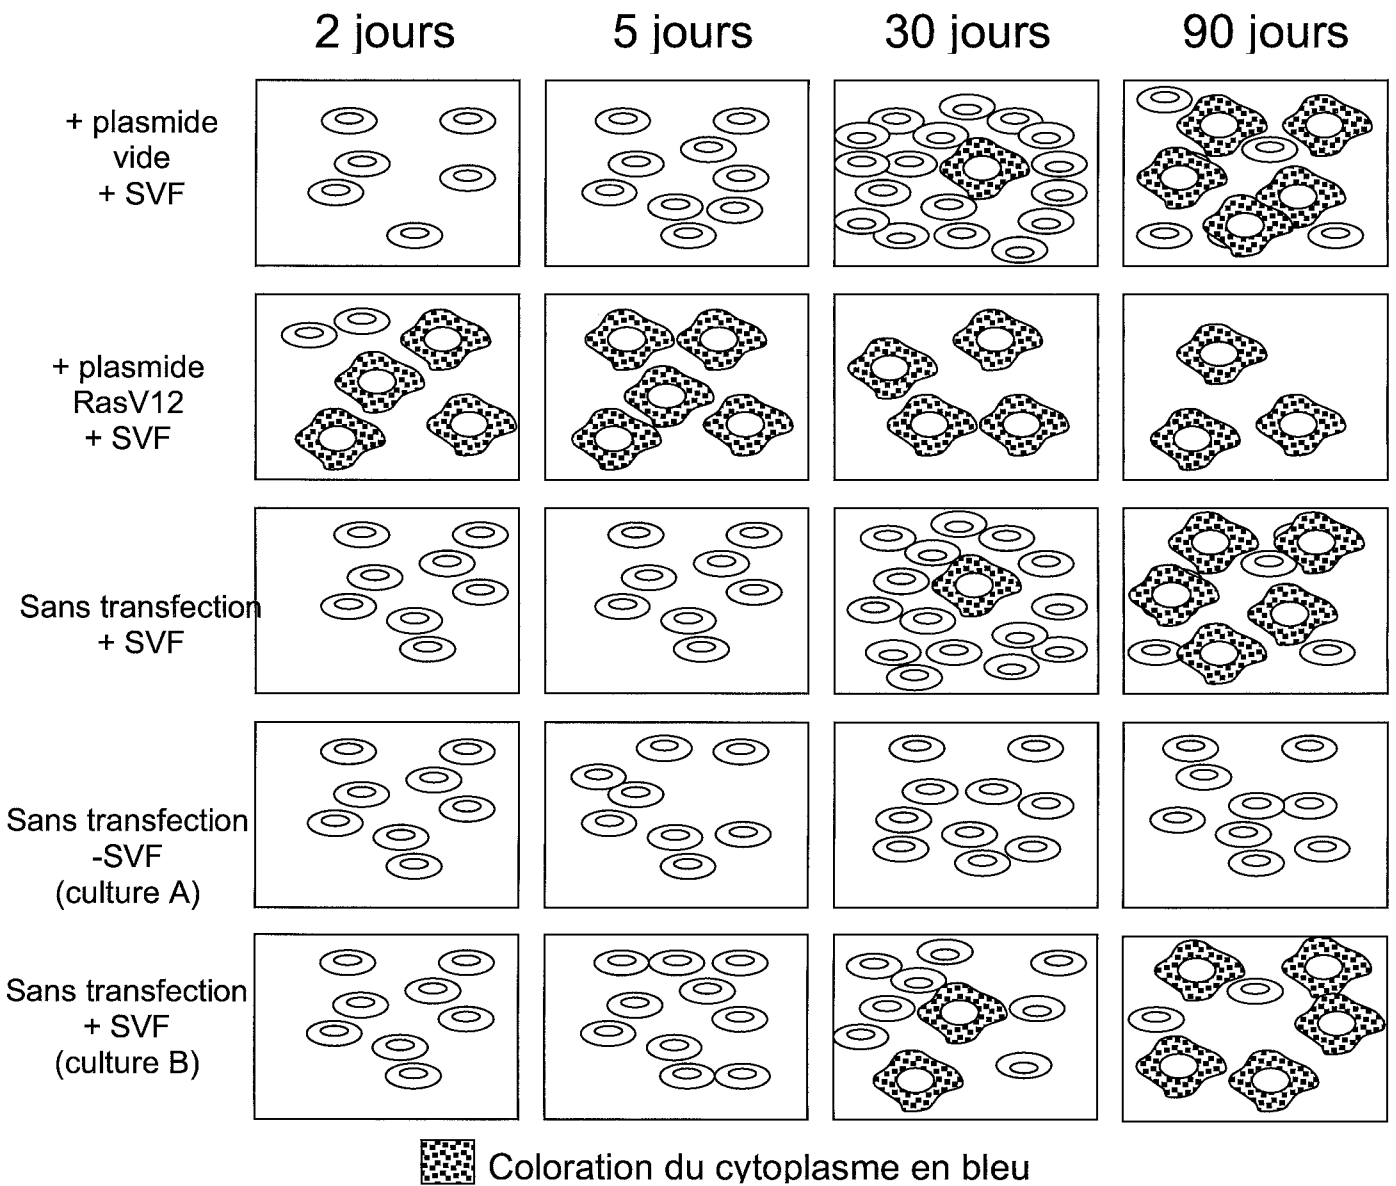 2 jours 5 jours 30 jours 90 jours
+ plasmide
vide
+ SVF
+ plasmide
RasV12
+ SVF
Sans transfection
+ SVF
Sans transfection
-SVF
(culture A)
Sans transfection
+ SVF
(culture B)
Coloration du cytoplasme en bleu